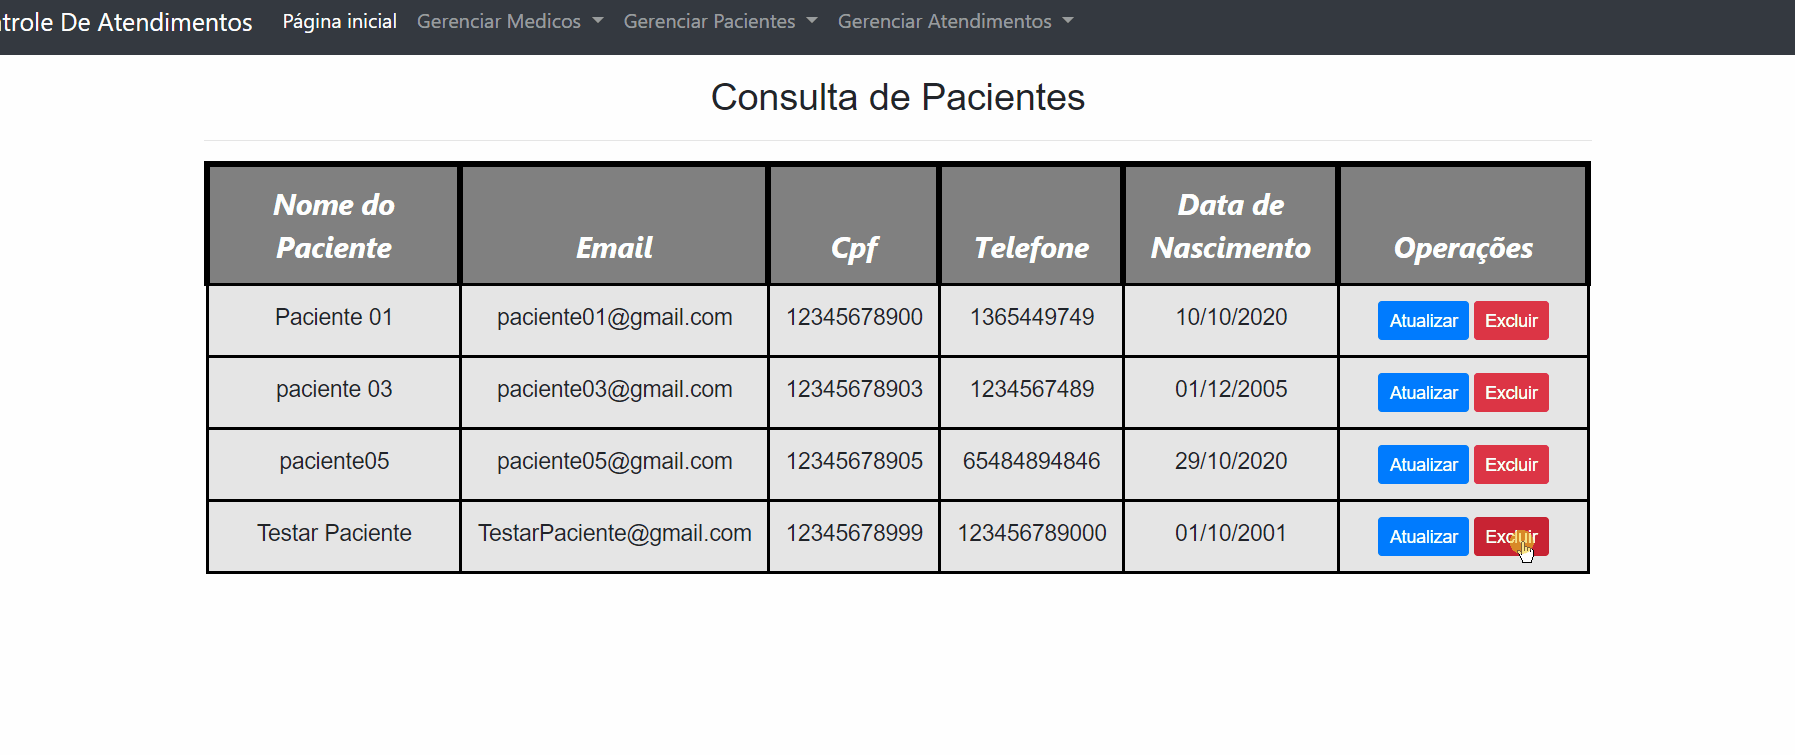 trole De Atendimentos Página inicial Gerenciar Medicos Gerenciar Pacientes Gerenciar Atendimentos
Consulta de Pacientes
Nome do Paciente Email Cpf Telefone Data de Nascimento Operações
Paciente 01 paciente01@gmail.com 12345678900 1365449749 10/10/2020 Atualizar Excluir
paciente 03 paciente03@gmail.com 12345678903 1234567489 01/12/2005 Atualizar Excluir
paciente05 paciente05@gmail.com 12345678905 65484894846 29/10/2020 Atualizar Excluir
Testar Paciente TestarPaciente@gmail.com 12345678999 123456789000 01/10/2001 Atualizar Excluir